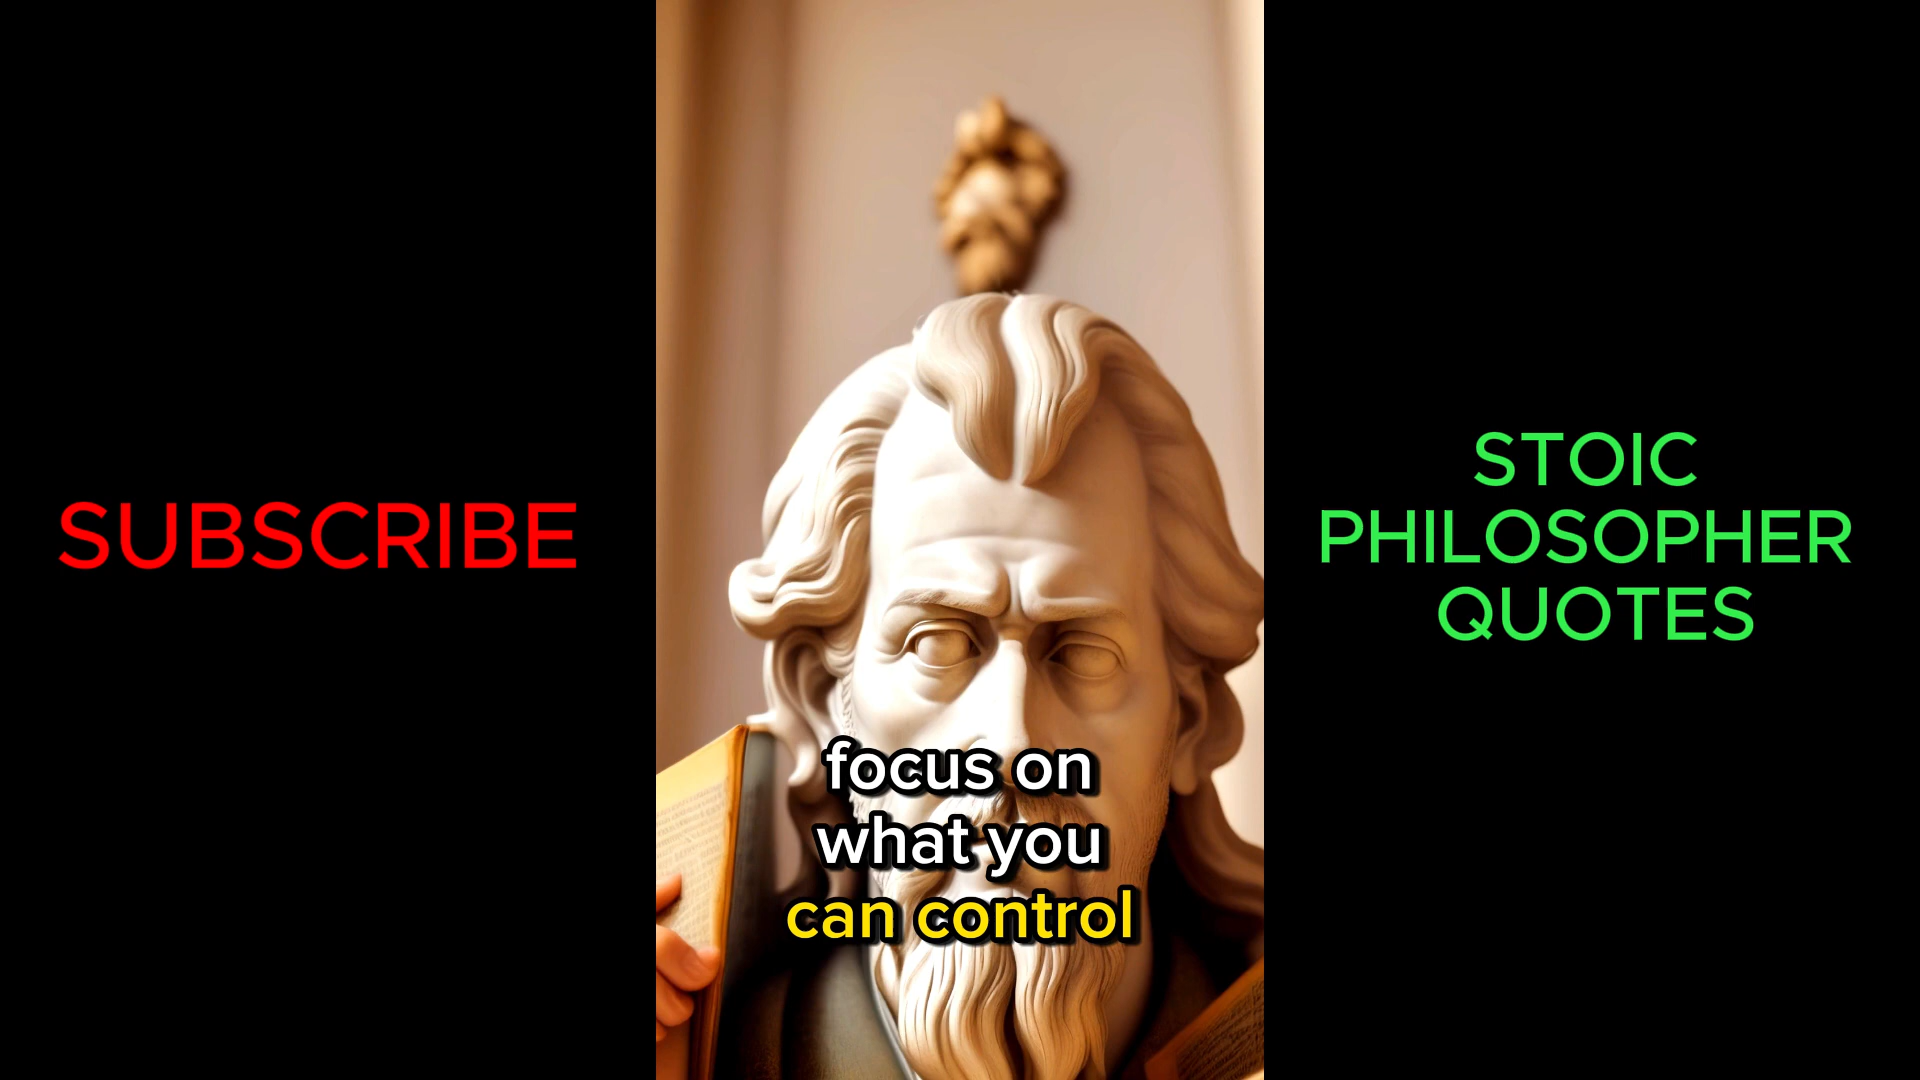 SUBSCRIBE
focus on
what you
can control
STOIC
PHILOSOPHER
QUOTES